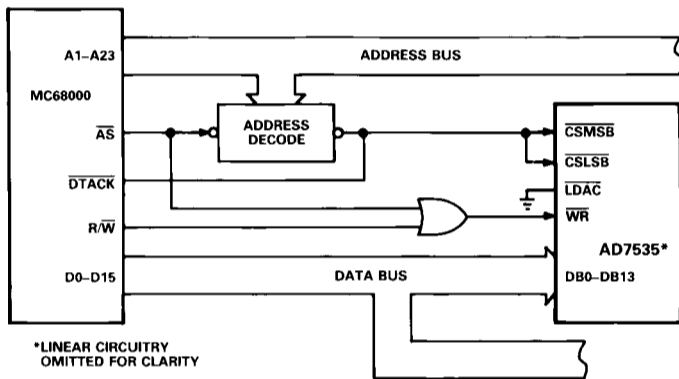 A1–A23
ADDRESS BUS
MC68000
ADDRESS
DECODE
AS
CSMSB
CSLSB
DTACK
LDAC
R/W
WR
AD7535*
D0–D15
DATA BUS
DB0–DB13
*LINEAR CIRCUITRY
OMITTED FOR CLARITY